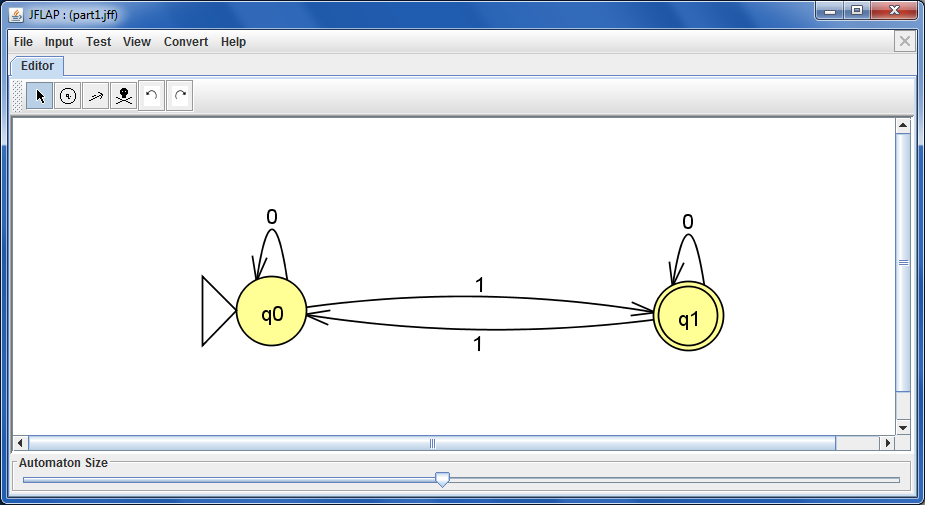 JFLAP : (part1.jff)
File Input Test View Convert Help
Editor
0
0
1
q0
q1
1
Automaton Size